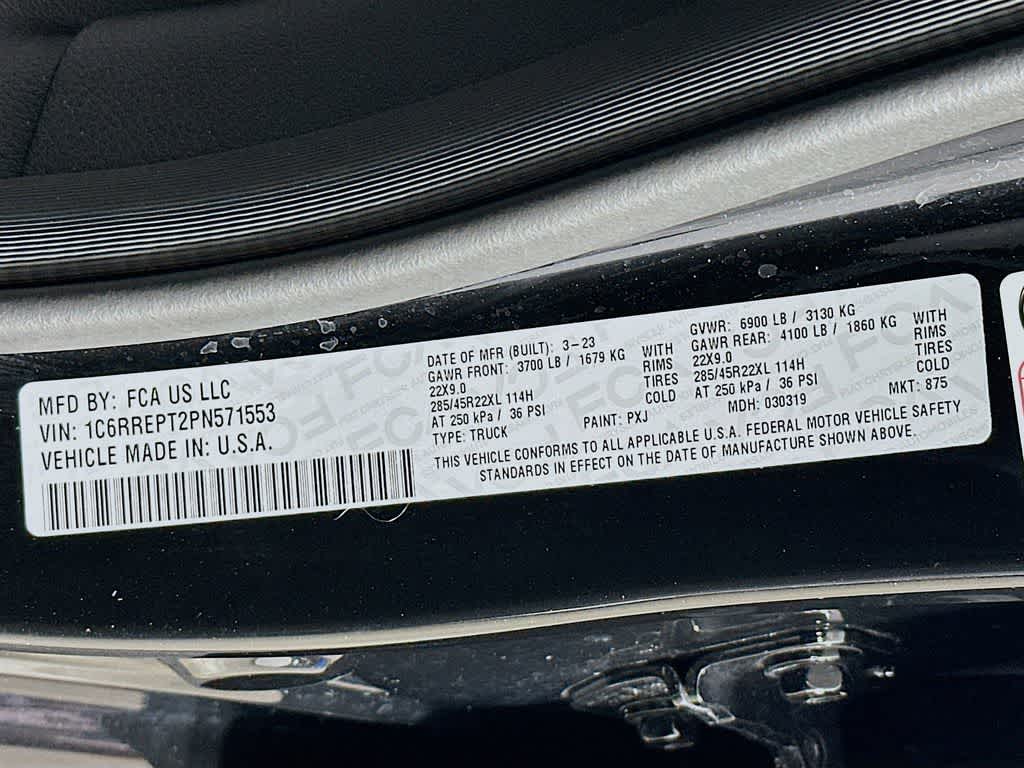 MFD BY: FCA US LLC
VIN: 1C6RREPT2PN571553
VEHICLE MADE IN: U.S.A.
DATE OF MFR (BUILT): 3-23
GAWR FRONT: 3700 LB / 1679 KG WITH
22X9.0 RIMS
285/45R22XL 114H TIRES
AT 250 kPa / 36 PSI COLD
TYPE: TRUCK PAINT: PXJ
GVWR: 6900 LB / 3130 KG
GAWR REAR: 4100 LB / 1860 KG WITH
22X9.0 RIMS
285/45R22XL 114H TIRES
AT 250 kPa / 36 PSI COLD
MDH: 030319 MKT: 875
THIS VEHICLE CONFORMS TO ALL APPLICABLE U.S.A. FEDERAL MOTOR VEHICLE SAFETY
STANDARDS IN EFFECT ON THE DATE OF MANUFACTURE SHOWN ABOVE.